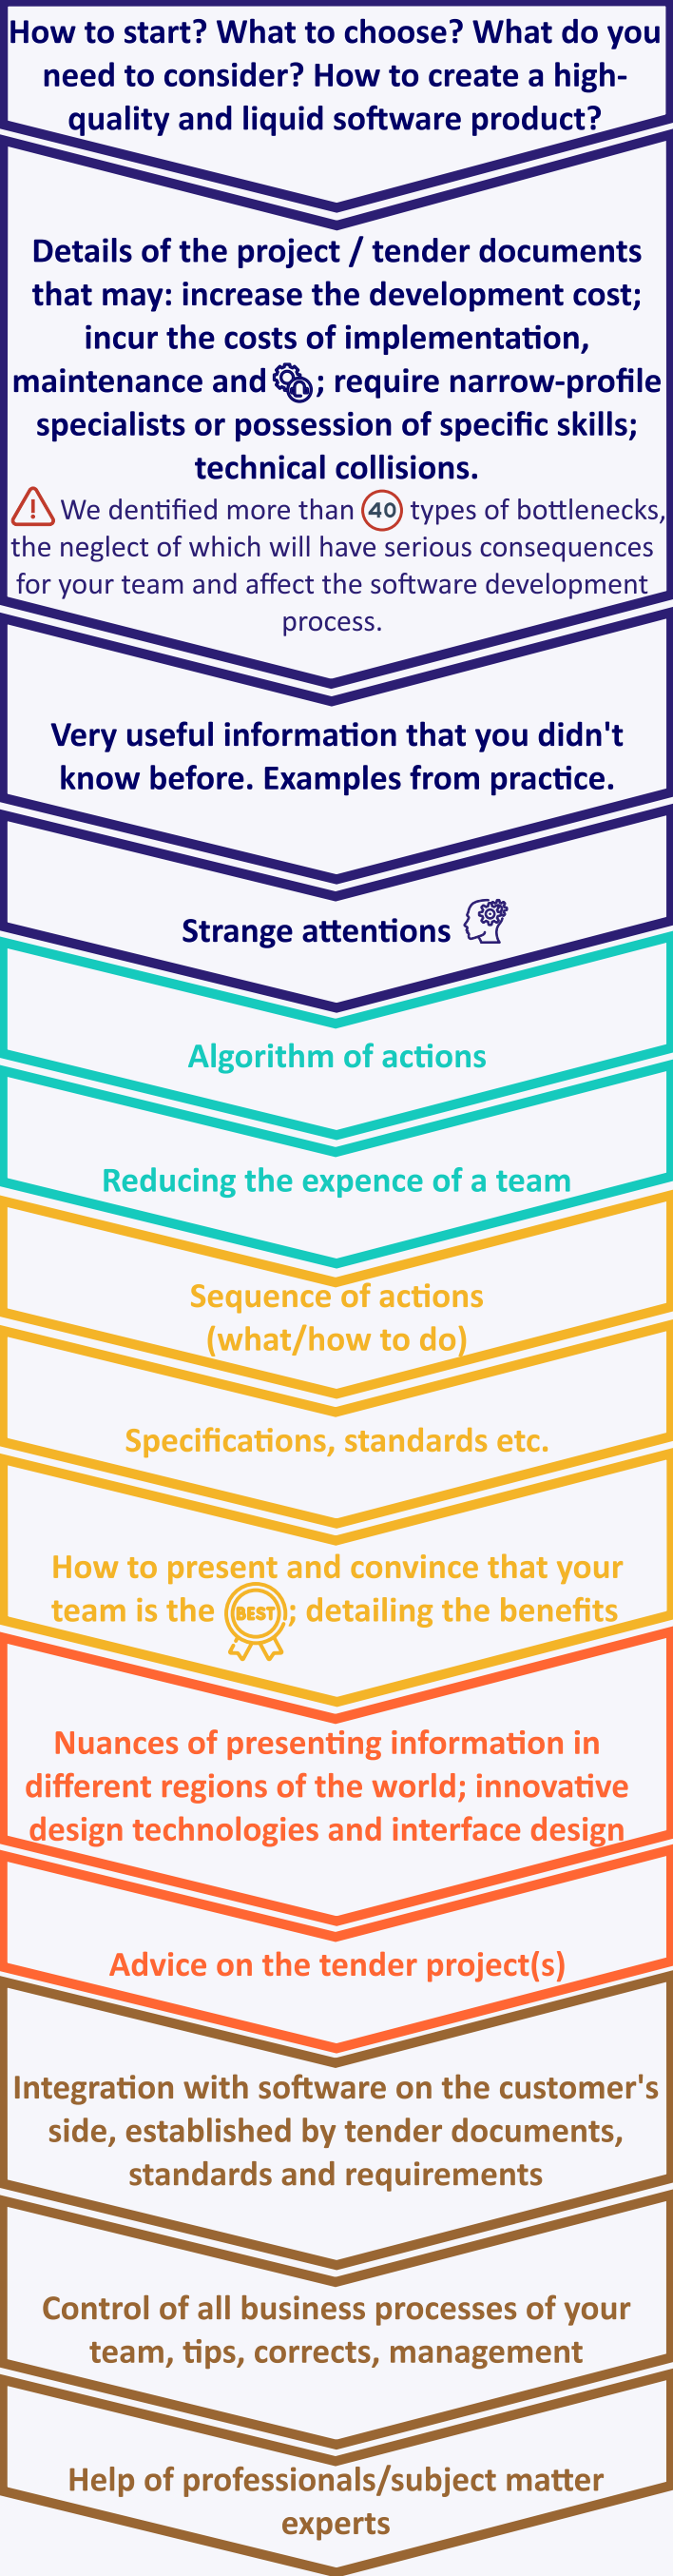 How to start? What to choose? What do you
need to consider? How to create a high-
quality and liquid software product?
Details of the project / tender documents
that may: increase the development cost;
incur the costs of implementation,
maintenance and ; require narrow-profile
specialists or possession of specific skills;
technical collisions.
We dentified more than 40 types of bottlenecks,
the neglect of which will have serious consequences
for your team and affect the software development
process.
Very useful information that you didn't
know before. Examples from practice.
Strange attentions
Algorithm of actions
Reducing the expence of a team
Sequence of actions
(what/how to do)
Specifications, standards etc.
How to present and convince that your
team is the BEST; detailing the benefits
Nuances of presenting information in
different regions of the world; innovative
design technologies and interface design
Advice on the tender project(s)
Integration with software on the customer's
side, established by tender documents,
standards and requirements
Control of all business processes of your
team, tips, corrects, management
Help of professionals/subject matter
experts